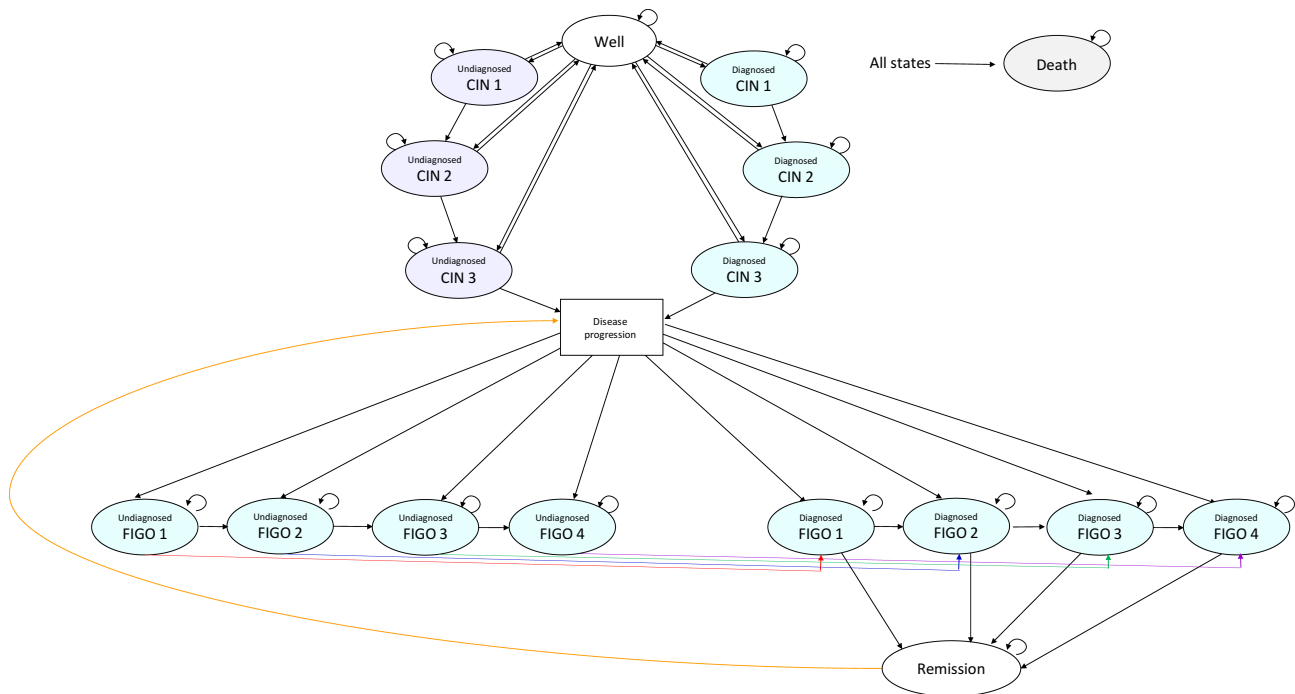 Well
Undiagnosed
CIN 1
Diagnosed
CIN 1
All states
Death
Undiagnosed
CIN 2
Diagnosed
CIN 2
Undiagnosed
CIN 3
Diagnosed
CIN 3
Disease
progression
Undiagnosed
FIGO 1
Undiagnosed
FIGO 2
Undiagnosed
FIGO 3
Undiagnosed
FIGO 4
Diagnosed
FIGO 1
Diagnosed
FIGO 2
Diagnosed
FIGO 3
Diagnosed
FIGO 4
Remission